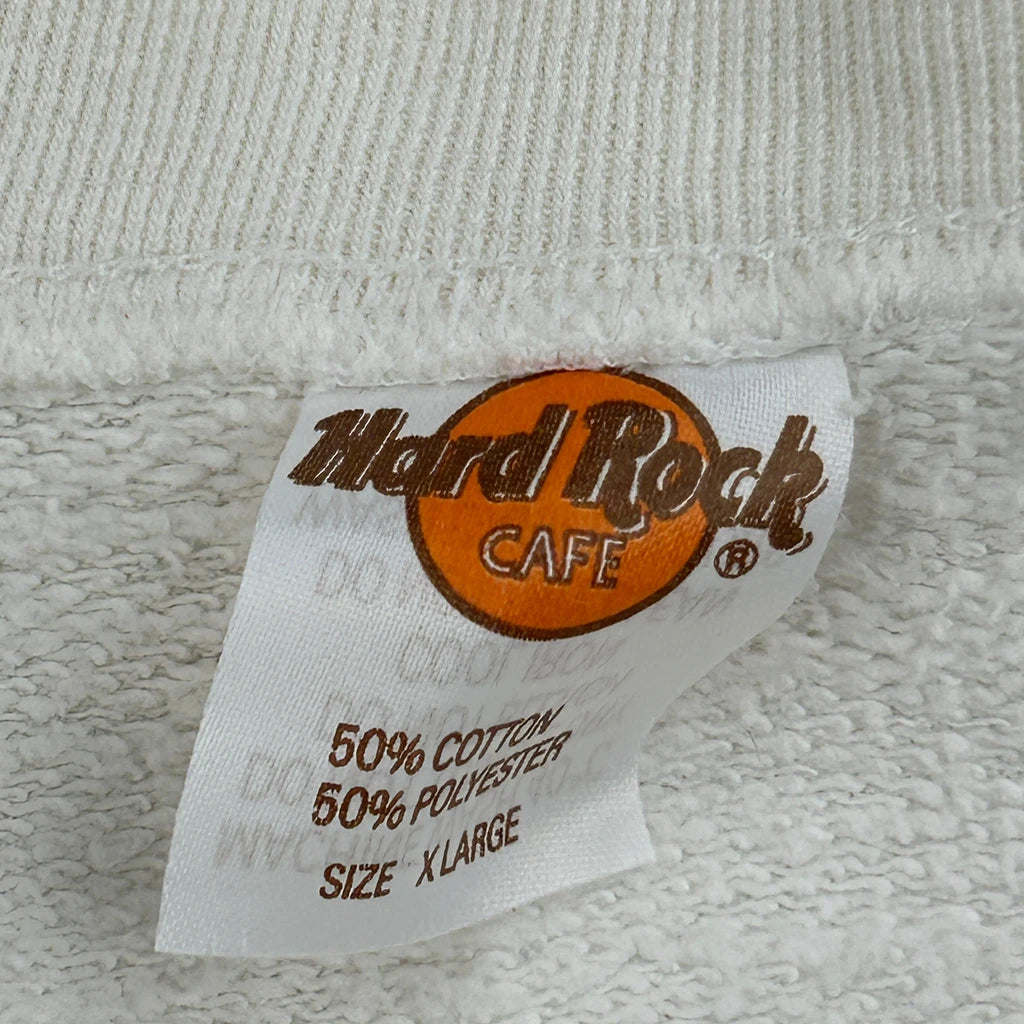 Hard Rock
CAFE
®
50% COTTON
50% POLYESTER
SIZE X LARGE